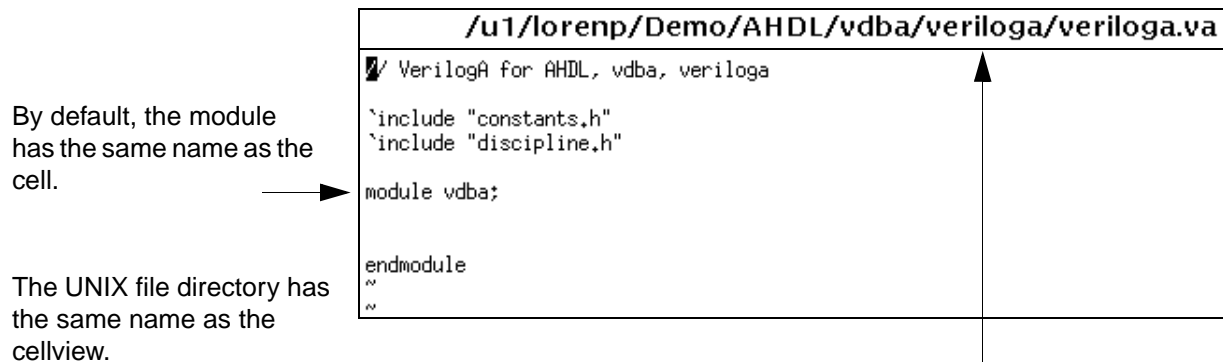 /u1/lorenp/Demo/AHDL/vdba/veriloga/veriloga.va
// VerilogA for AHDL, vdba, veriloga
`include "constants.h"
`include "discipline.h"
module vdba;
endmodule
~
~
By default, the module
has the same name as the
cell.
The UNIX file directory has
the same name as the
cellview.